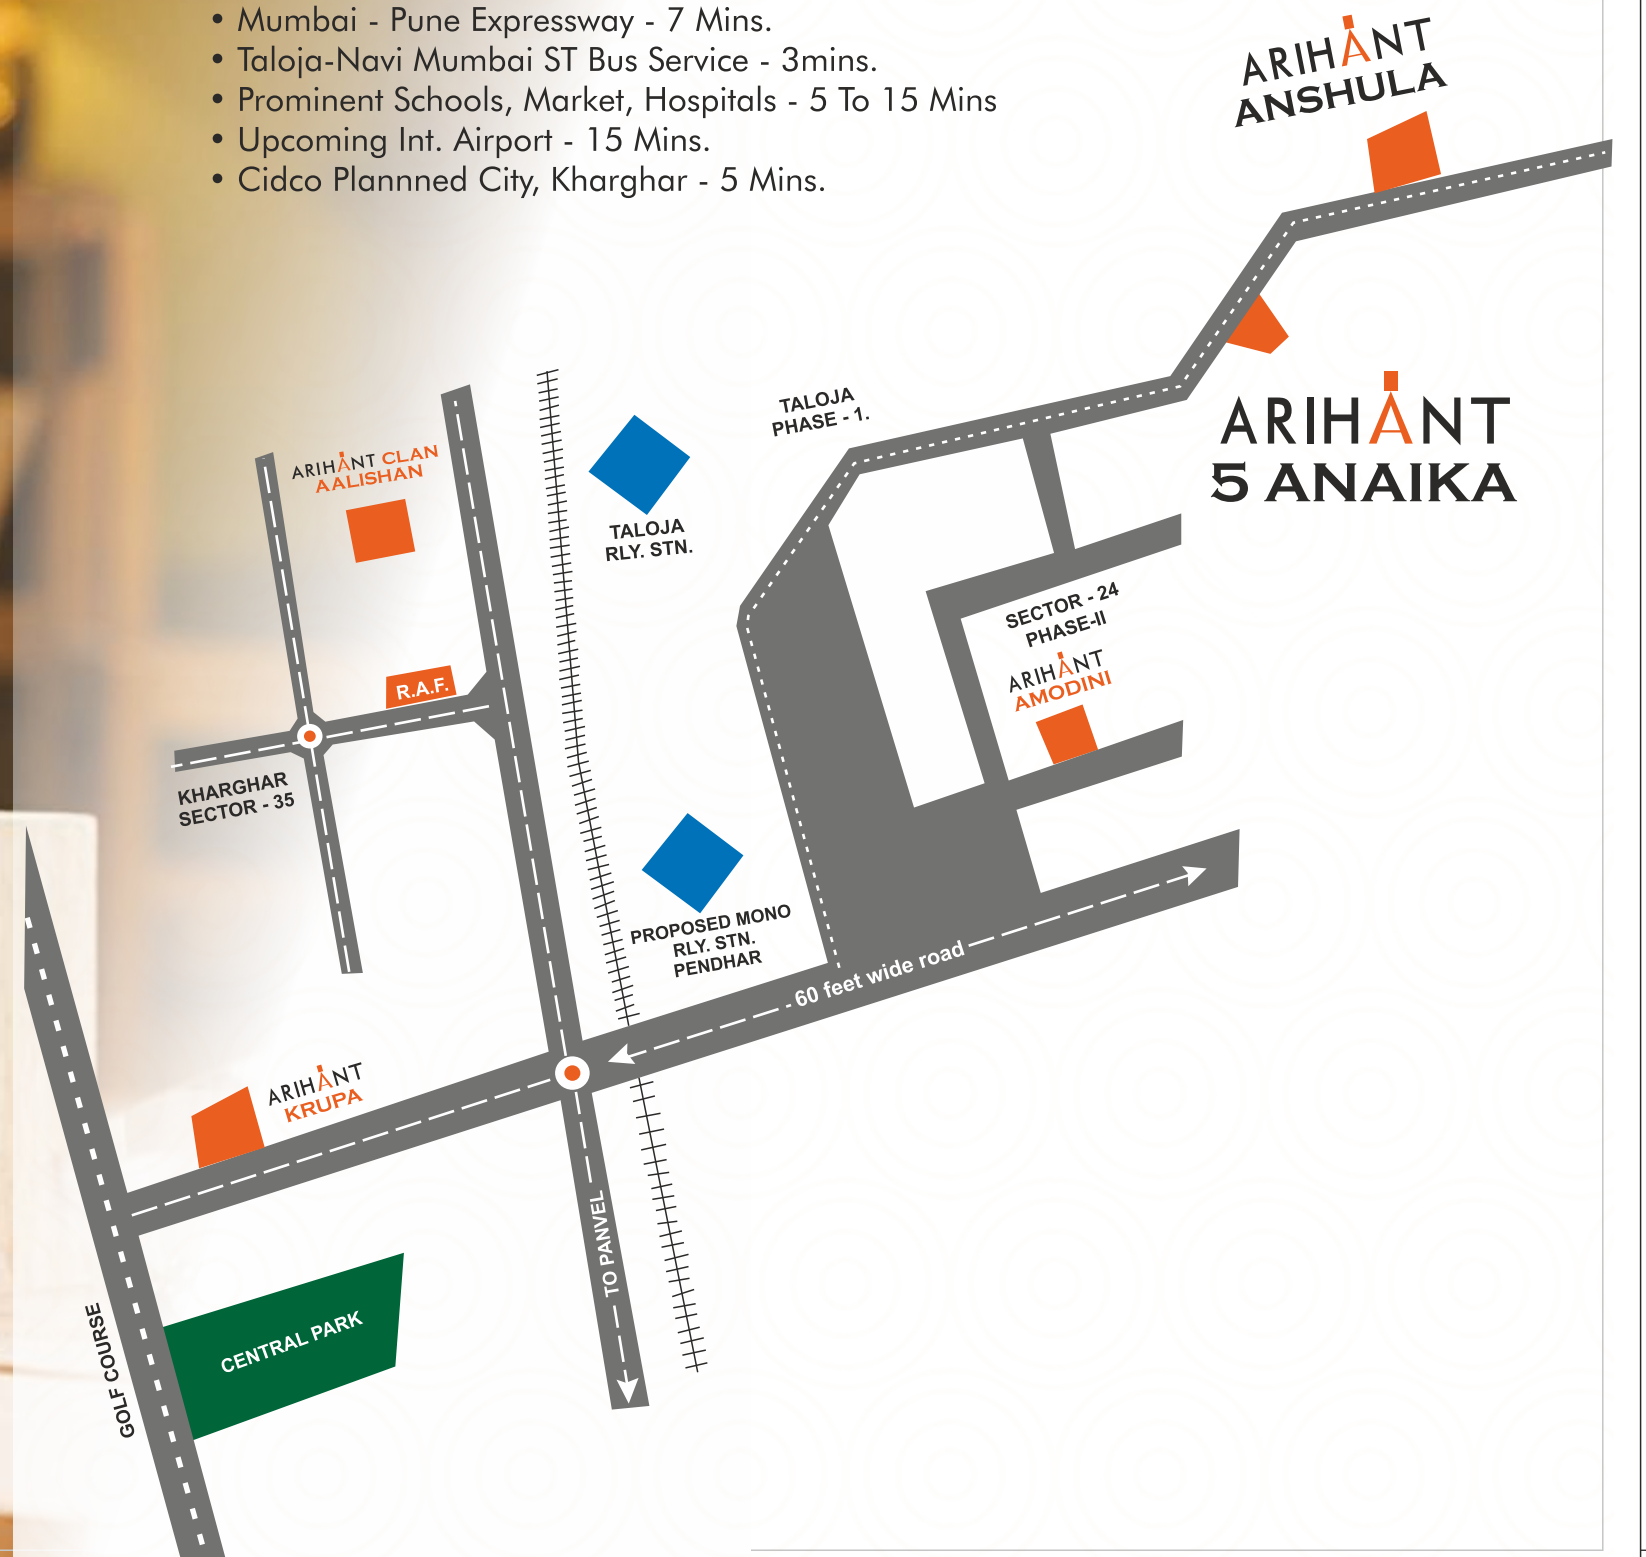 • Mumbai - Pune Expressway - 7 Mins.
• Taloja-Navi Mumbai ST Bus Service - 3mins.
• Prominent Schools, Market, Hospitals - 5 To 15 Mins
• Upcoming Int. Airport - 15 Mins.
• Cidco Plannned City, Kharghar - 5 Mins.
ARIHANT
ANSHULA
TALOJA
PHASE - 1.
ARIHANT
5 ANAIKA
ARIHANT CLAN
AALISHAN
TALOJA
RLY. STN.
SECTOR - 24
PHASE-II
ARIHANT
AMODINI
R.A.F.
KHARGHAR
SECTOR - 35
PROPOSED MONO
RLY. STN.
PENDHAR
60 feet wide road
ARIHANT
KRUPA
TO PANVEL
GOLF COURSE
CENTRAL PARK